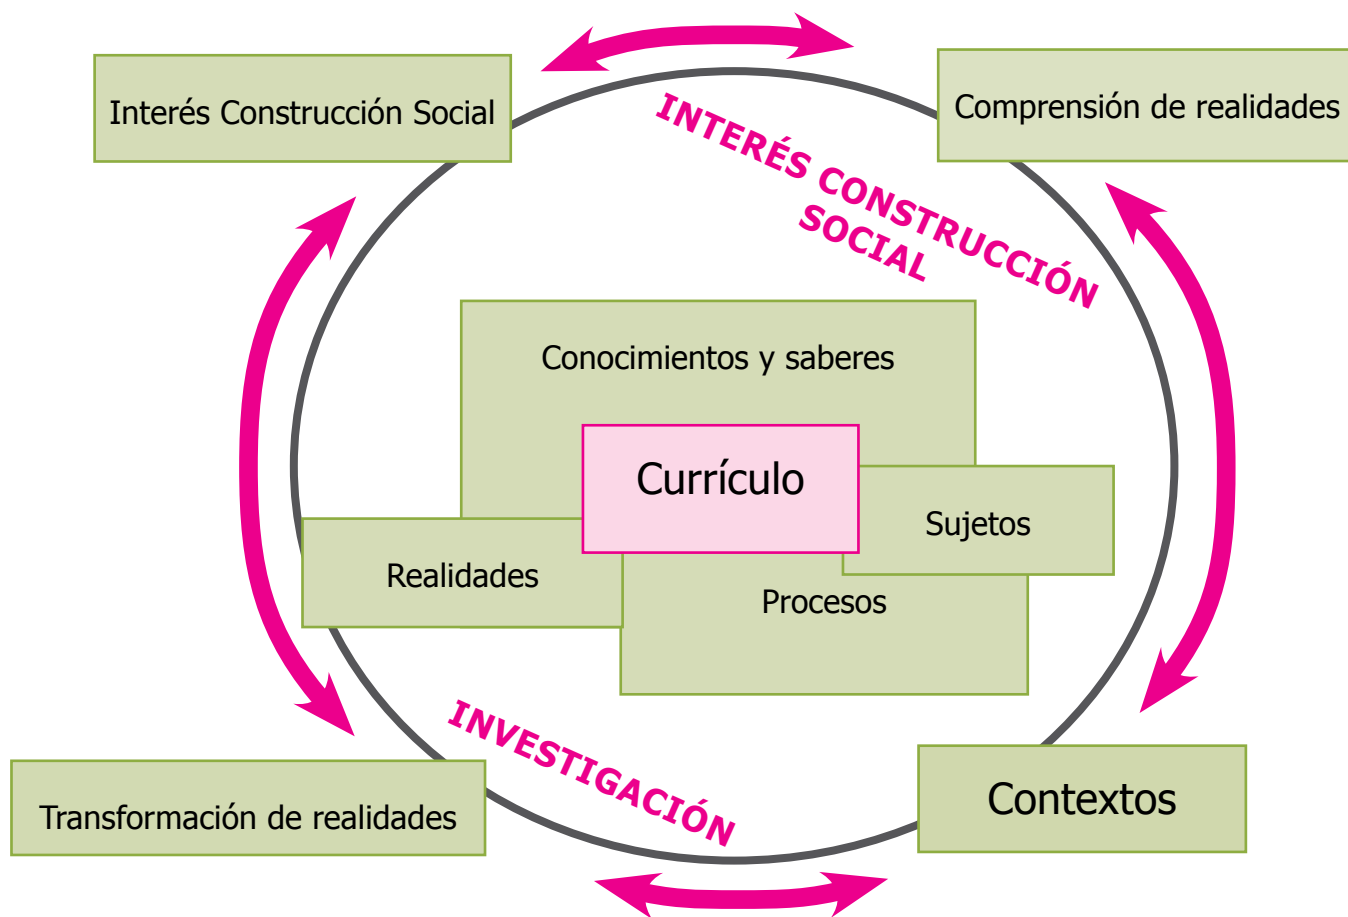 Interés Construcción Social
Comprensión de realidades
INTERÉS CONSTRUCCIÓN
SOCIAL
Conocimientos y saberes
Currículo
Sujetos
Realidades
Procesos
INVESTIGACIÓN
Contextos
Transformación de realidades